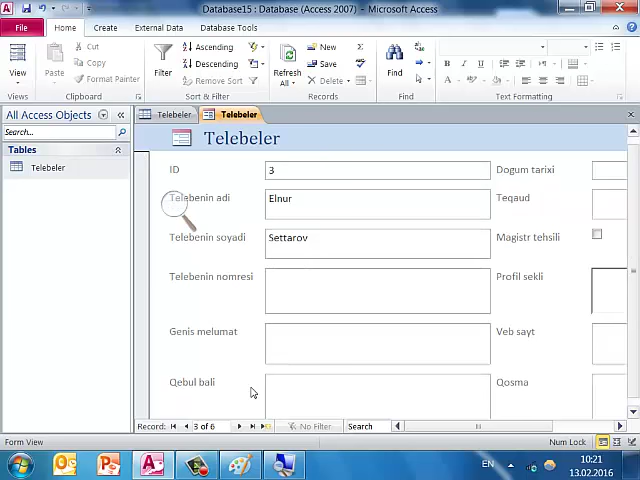 Database15 : Database (Access 2007) - Microsoft Access
File Home Create External Data Database Tools
View
Paste
Cut
Copy
Format Painter
Filter
Ascending
Descending
Remove Sort
Refresh All
New
Save
Delete
Find
B I U
Views Clipboard Sort & Filter Records Find Text Formatting
All Access Objects
Search...
Tables
Telebeler
Telebeler Telebeler
Telebeler
ID 3 Dogum tarixi
Telebenin adi Elnur Teqaud
Telebenin soyadi Settarov Magistr tehsili
Telebenin nomresi Profil sekli
Genis melumat Veb sayt
Qebul bali Qosma
Record: 3 of 6 No Filter Search
Form View Num Lock
EN 10:21
13.02.2016